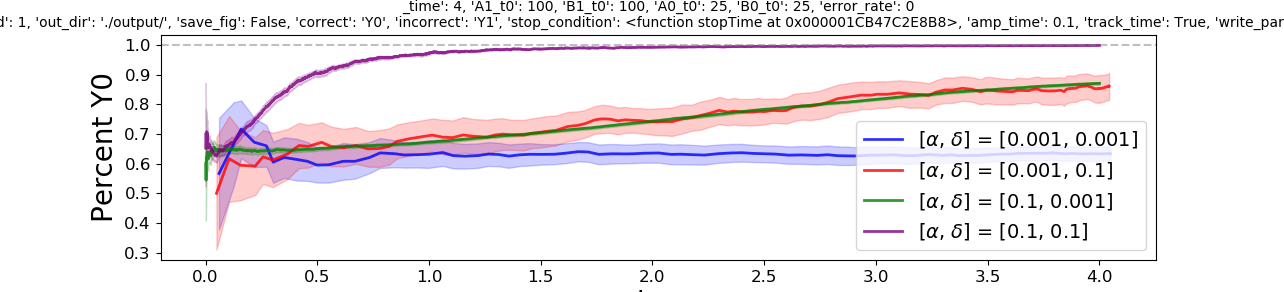 _time': 4, 'A1_t0': 100, 'B1_t0': 100, 'A0_t0': 25, 'B0_t0': 25, 'error_rate': 0
d': 1, 'out_dir': './output/', 'save_fig': False, 'correct': 'Y0', 'incorrect': 'Y1', 'stop_condition': <function stopTime at 0x000001CB47C2E8B8>, 'amp_time': 0.1, 'track_time': True, 'write_par
1.0
0.9
0.8
0.7
0.6
0.5
0.4
0.3
Percent Y0
[α, δ] = [0.001, 0.001]
[α, δ] = [0.001, 0.1]
[α, δ] = [0.1, 0.001]
[α, δ] = [0.1, 0.1]
0.0 0.5 1.0 1.5 2.0 2.5 3.0 3.5 4.0